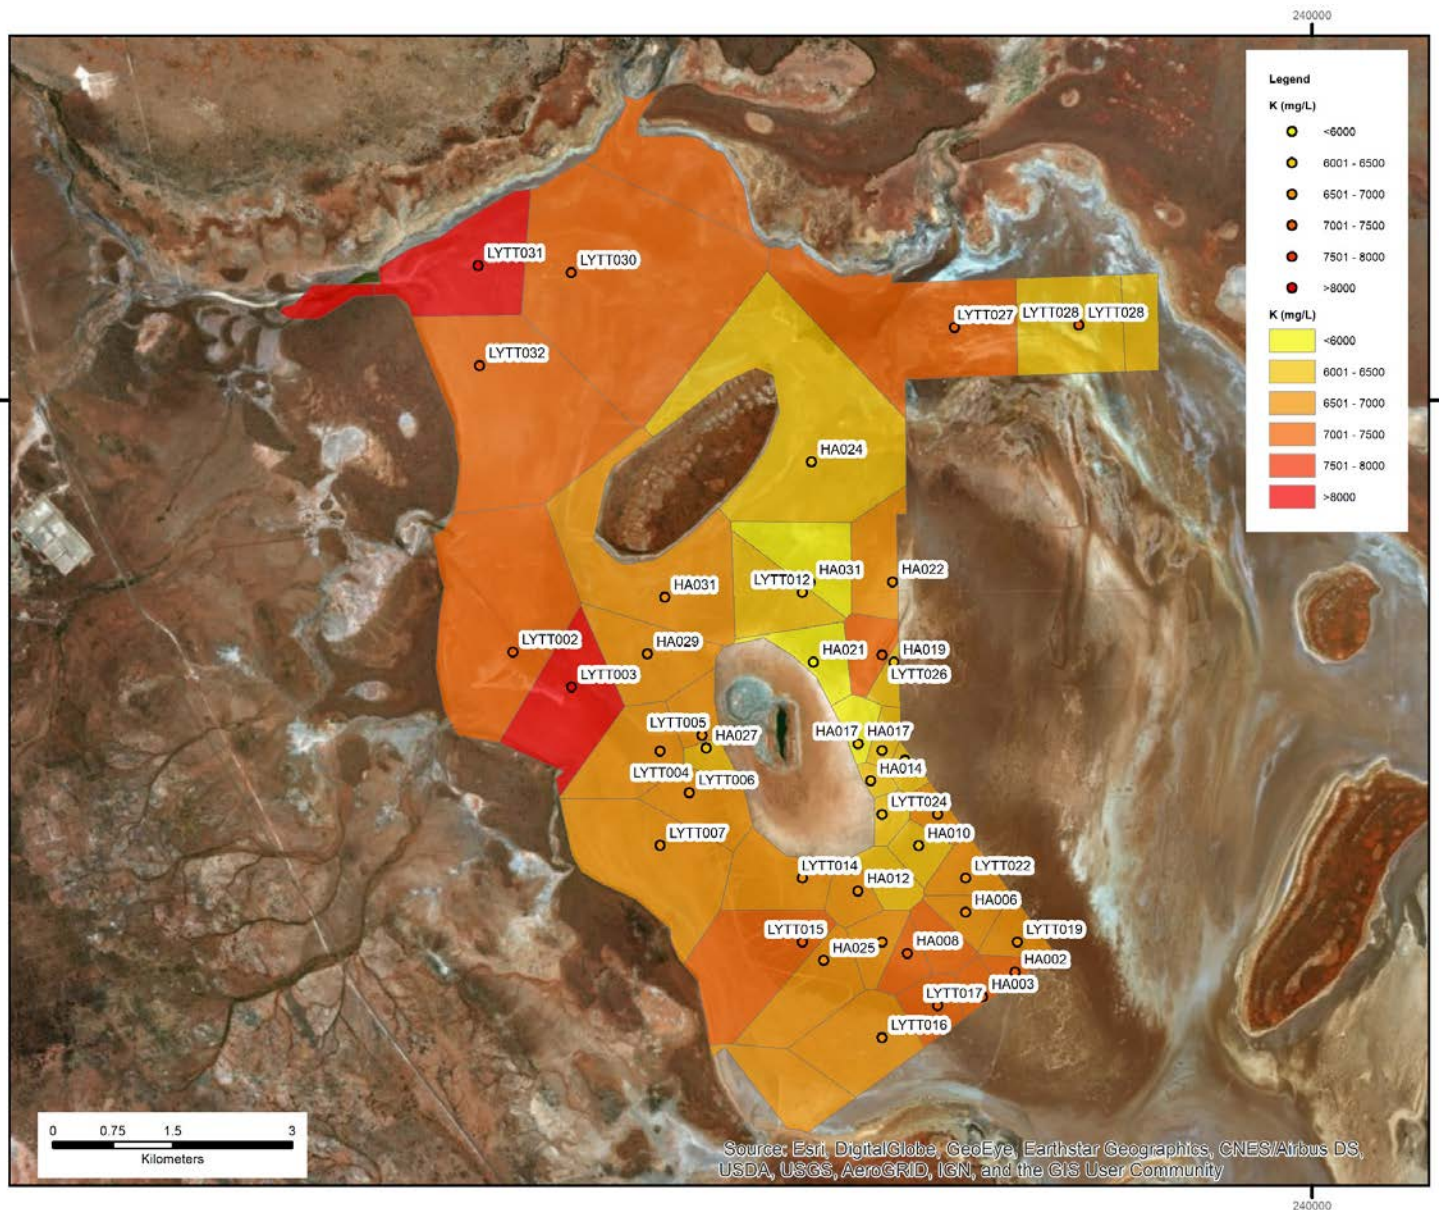 240000
Legend
K (mg/L)
<6000
6001 - 6500
6501 - 7000
7001 - 7500
7501 - 8000
>8000
K (mg/L)
<6000
6001 - 6500
6501 - 7000
7001 - 7500
7501 - 8000
>8000
LYTT031
LYTT030
LYTT027
LYTT028
LYTT028
LYTT032
HA024
HA031
LYTT012
HA031
HA022
LYTT002
HA029
HA021
HA019
LYTT003
LYTT026
LYTT005
HA027
HA017
HA017
LYTT004
LYTT006
HA014
LYTT024
LYTT007
HA010
LYTT014
HA012
LYTT022
HA006
LYTT015
HA025
HA008
LYTT019
HA002
HA003
LYTT017
LYTT016
0 0.75 1.5 3
Kilometers
Source: Esri, DigitalGlobe, GeoEye, Earthstar Geographics, CNES/Airbus DS,
USDA, USGS, AeroGRID, IGN, and the GIS User Community
240000